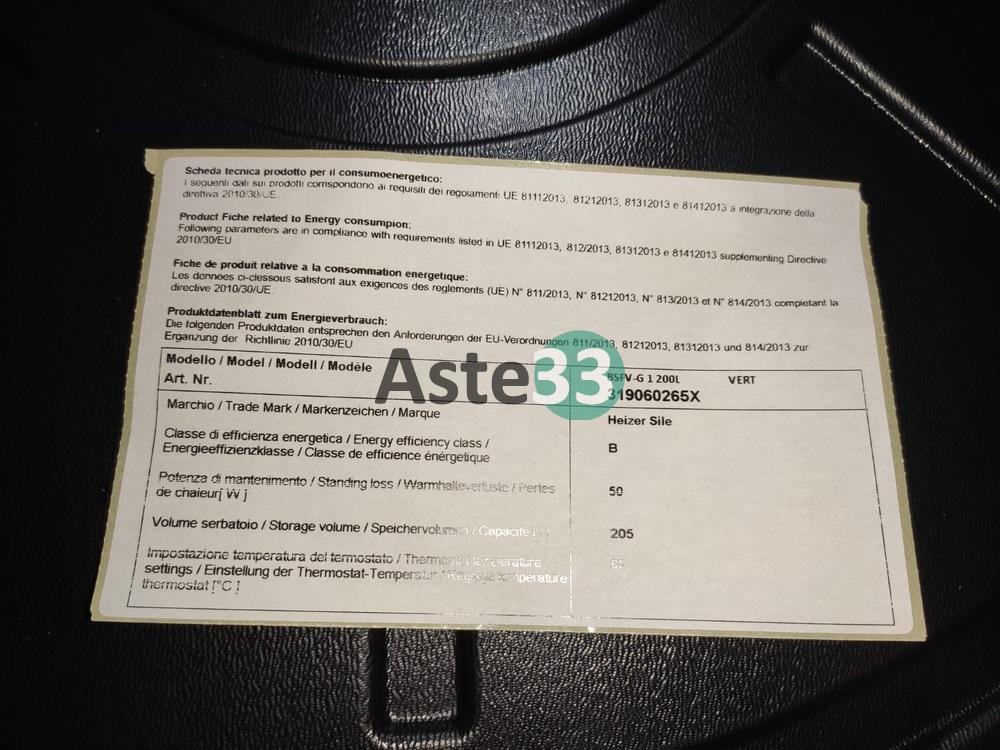 Scheda tecnica prodotto per il consumoenergetico:
I seguenti dati sui prodotti corrispondono ai requisiti dei regolamenti UE 81112013, 81212013, 81312013 e 81412013 a integrazione della
direttiva 2010/30/UE
Product Fiche related to Energy consumpion:
Following parameters are in compliance with requirements listed in UE 81112013, 812/2013, 81312013 e 81412013 supplementing Directive
2010/30/EU
Fiche de produit relative a la consommation energetique:
Les donnees ci-dessous satisfont aux exigences des reglements (UE) N° 811/2013, N° 81212013, N° 813/2013 et N° 814/2013 completant la
directive 2010/30/UE
Produktdatenblatt zum Energieverbrauch:
Die folgenden Produktdaten entsprechen den Anforderungen der EU-Verordnungen 811/2013, 81212013, 81312013 und 814/2013 zur
Erganzung der Richtlinie 2010/30/EU
Modello / Model / Modell / Modèle VERT
Art. Nr. 319060265X
Aste33
Marchio / Trade Mark / Markenzeichen / Marque Heizer Sile
Classe di efficienza energetica / Energy efficiency class / B
Energieeffizienzklasse / Classe de efficience énérgetique
Potenza di mantenimento / Standing loss / Warmhalteverluste / Pertes 50
de chaleur[ W ]
Volume serbatoio / Storage volume / Speichervolumen / Capacité 205
Impostazione temperatura del termostato / Thermostat temperature
settings / Einstellung der Thermostat-Temperatur / Réglage temperature
thermostat [°C ]